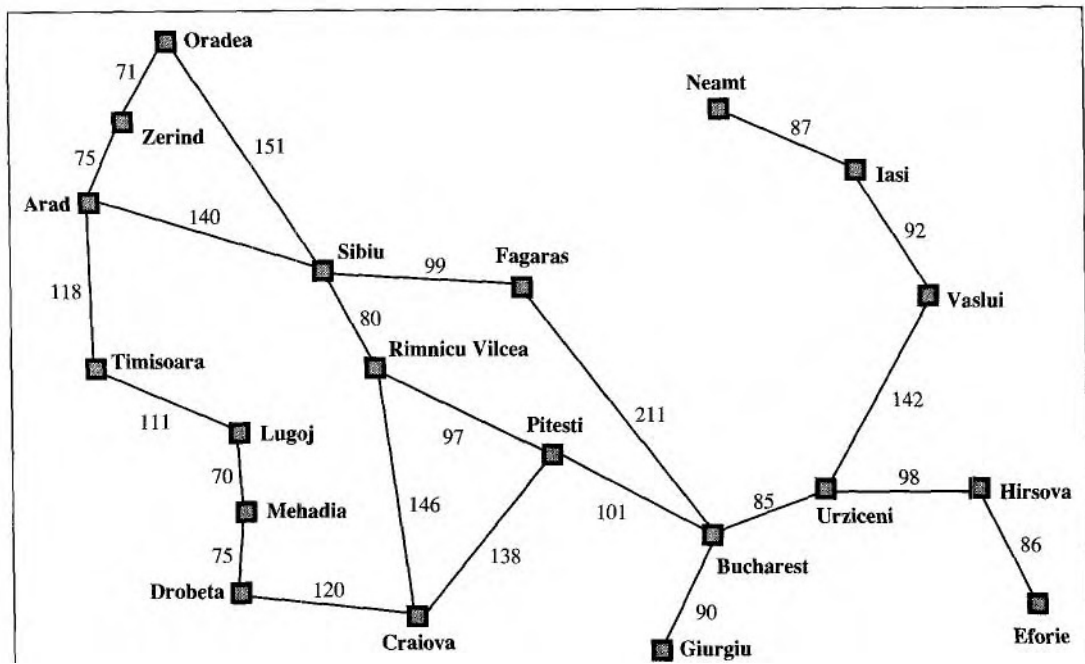 Oradea
71
Neamt
87
Zerind
151
75
Iasi
Arad
140
92
Sibiu
99
Fagaras
118
80
Vaslui
Rimnicu Vilcea
Timisoara
142
111
Lugoj
97
Pitesti
211
70
98
Hirsova
Mehadia
146
101
85
Urziceni
75
138
86
Bucharest
Drobeta
120
90
Craiova
Giurgiu
Eforie